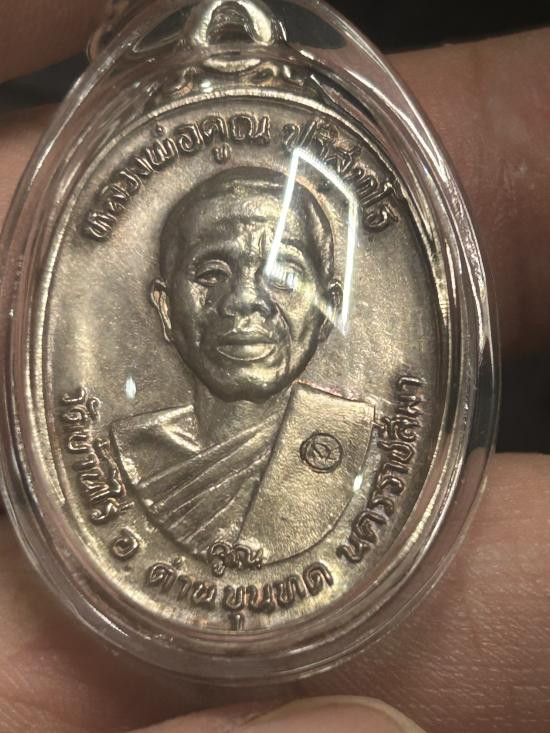 หลวงพ่อคูณ ปริสุทฺโธ
วัดบ้านไร่ อ. ด่านขุนทด นครราชสีมา
คูณ